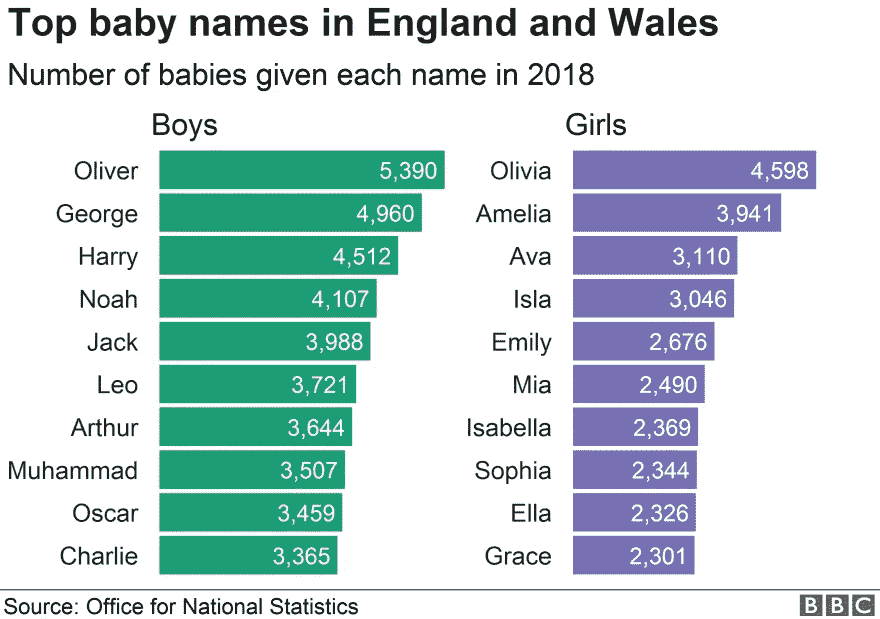 Top baby names in England and Wales
Number of babies given each name in 2018
Boys
Oliver 5,390
George 4,960
Harry 4,512
Noah 4,107
Jack 3,988
Leo 3,721
Arthur 3,644
Muhammad 3,507
Oscar 3,459
Charlie 3,365
Girls
Olivia 4,598
Amelia 3,941
Ava 3,110
Isla 3,046
Emily 2,676
Mia 2,490
Isabella 2,369
Sophia 2,344
Ella 2,326
Grace 2,301
Source: Office for National Statistics
BBC